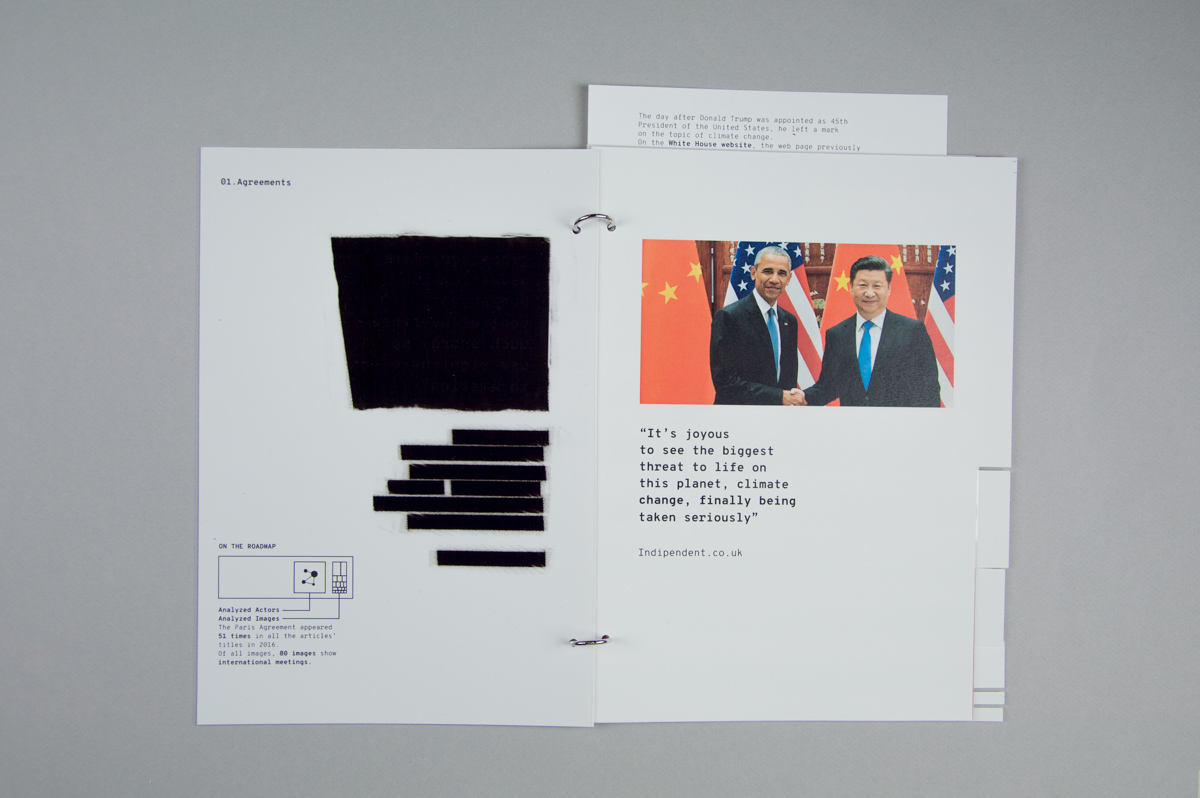 The day after Donald Trump was appointed as 45th
President of the United States, he left a mark
on the topic of climate change.
On the White House website, the web page previously
01.Agreements
ON THE ROADMAP
Analyzed Actors
Analyzed Images
The Paris Agreement appeared
51 times in all the articles'
titles in 2016.
Of all images, 80 images show
international meetings.
“It's joyous
to see the biggest
threat to life on
this planet, climate
change, finally being
taken seriously”
Indipendent.co.uk